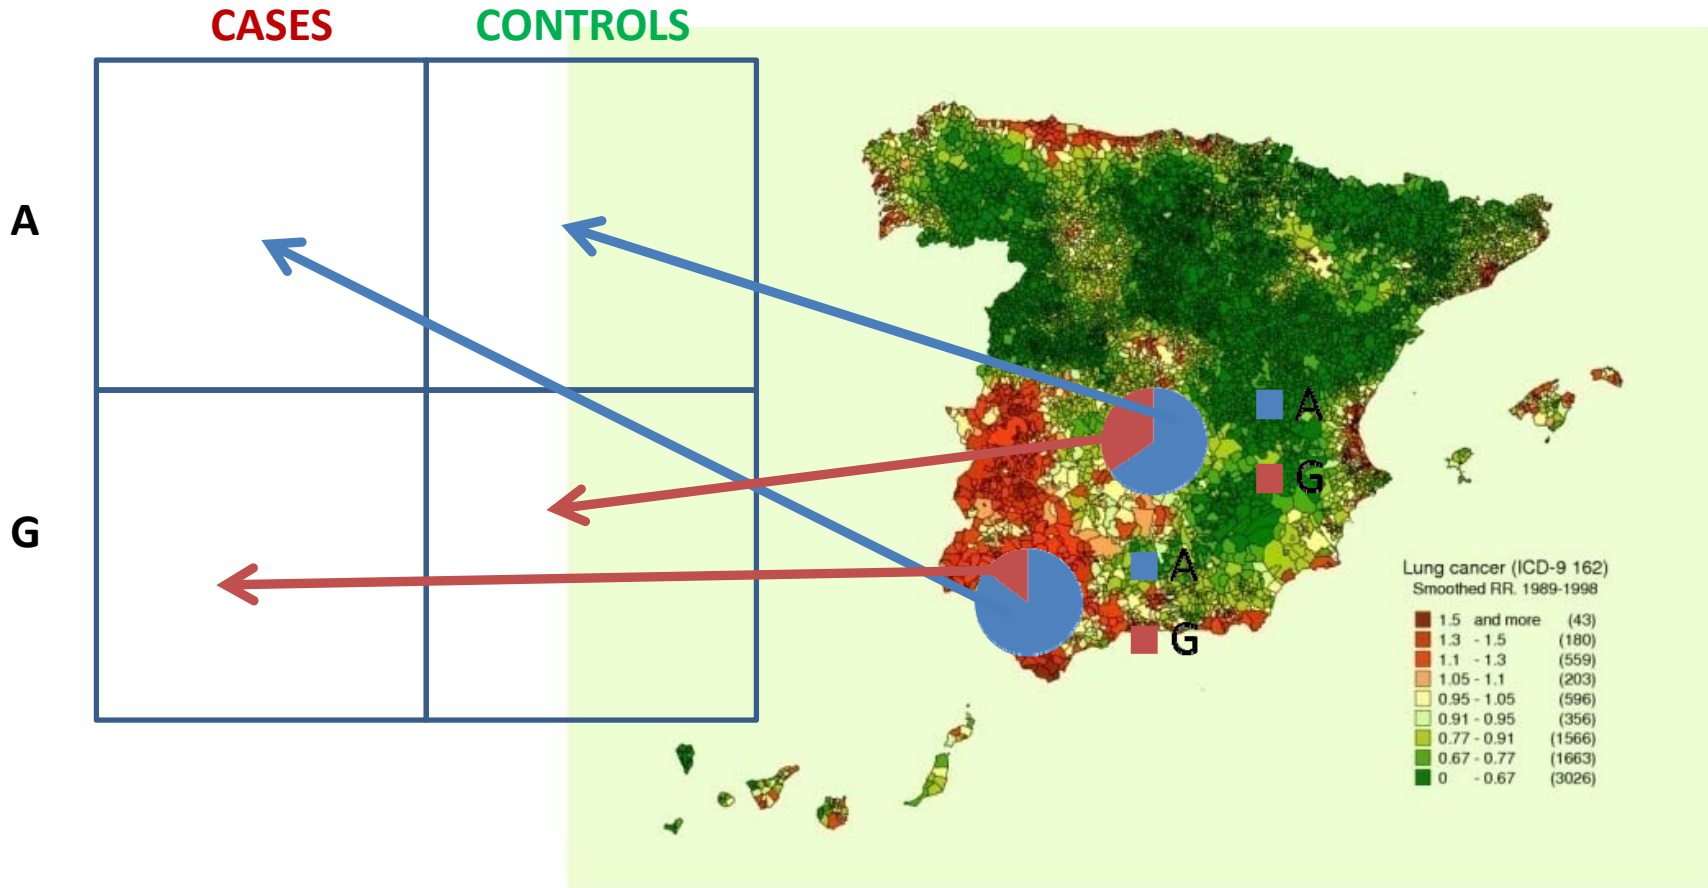 CASES CONTROLS
A
G
A
G
A
G
Lung cancer (ICD-9 162)
Smoothed RR. 1989-1998
1.5 and more (43)
1.3 - 1.5 (180)
1.1 - 1.3 (559)
1.05 - 1.1 (203)
0.95 - 1.05 (596)
0.91 - 0.95 (356)
0.77 - 0.91 (1566)
0.67 - 0.77 (1663)
0 - 0.67 (3026)